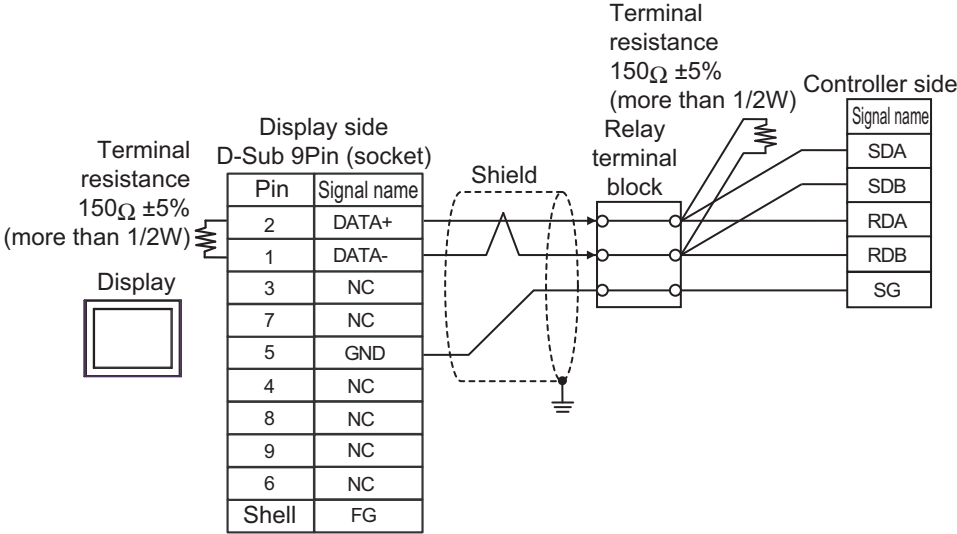 Terminal
resistance
150Ω ±5%
(more than 1/2W)
Controller side
Signal name
SDA
SDB
RDA
RDB
SG
Relay
terminal
block
Shield
Display side
D-Sub 9Pin (socket)
Pin Signal name
2 DATA+
1 DATA-
3 NC
7 NC
5 GND
4 NC
8 NC
9 NC
6 NC
Shell FG
Terminal
resistance
150Ω ±5%
(more than 1/2W)
Display